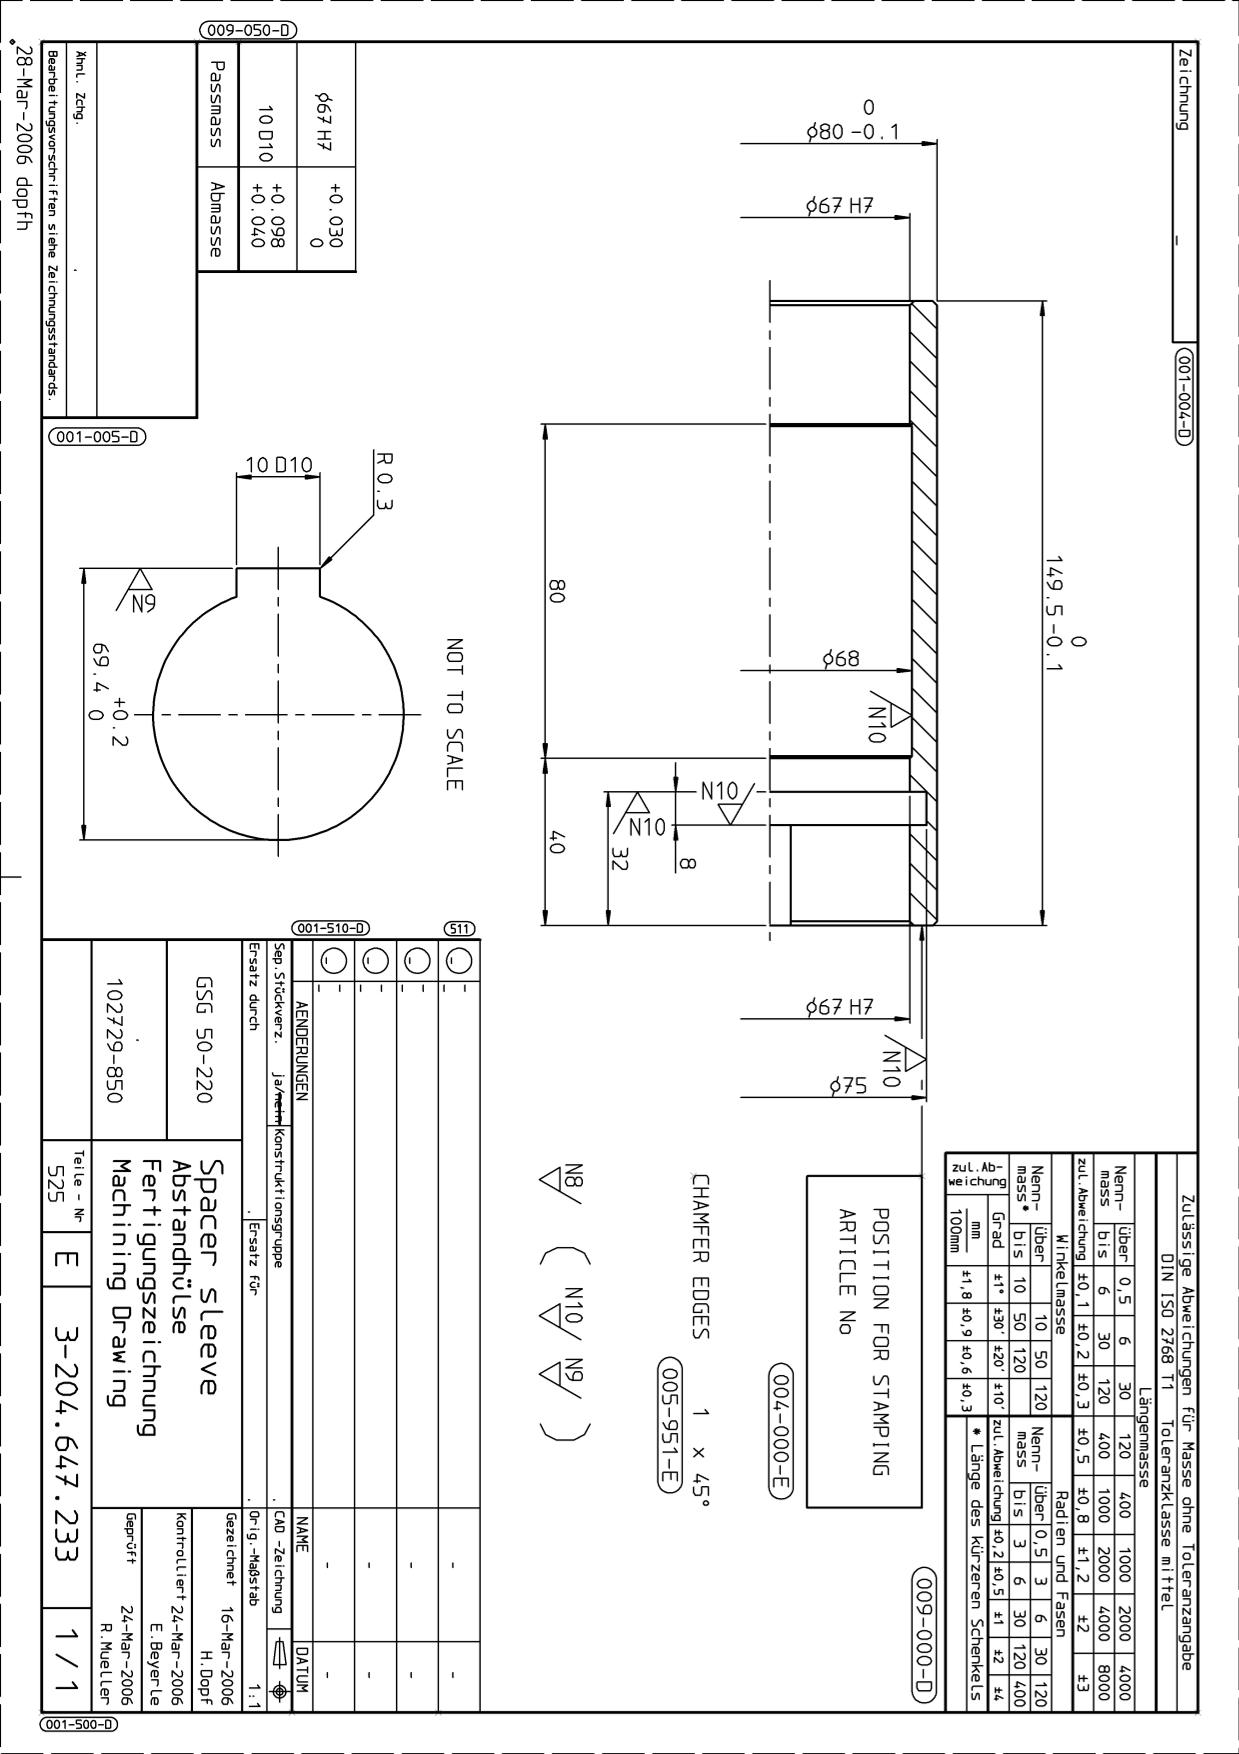 Zeichnung
–
001-004-D
009-050-D
Passmass
Abmasse
ϕ67 H7
+0.030
0
10 D10
+0.098
+0.040
Ähnl. Zchg.
Bearbeitungsvorschriften siehe Zeichnungsstandards.
.28-Mar-2006 dopfh
001-005-D
0
ϕ80 -0.1
ϕ67 H7
0
149.5 -0.1
80
ϕ68
N10
N10
N10
8
32
40
ϕ67 H7
N10
ϕ75
10 D10
R 0.3
N9
+0.2
69.4 0
NOT TO SCALE
POSITION FOR STAMPING
ARTICLE No
004-000-E
CHAMFER EDGES 1 x 45°
005-951-E
N8 ( N10 N9 )
009-000-D
Zulässige Abweichungen für Masse ohne Toleranzangabe
DIN ISO 2768 T1 Toleranzklasse mittel
Längenmasse
Nenn-mass über 0,5 6 30 120 400 1000 2000 4000
bis 6 30 120 400 1000 2000 4000 8000
zul.Abweichung ±0,1 ±0,2 ±0,3 ±0,5 ±0,8 ±1,2 ±2 ±3
Winkelmasse
Nenn-mass* über 10 50 120
bis 10 50 120
zul.Ab-weichung
Grad ±1° ±30' ±20' ±10'
mm
100mm ±1,8 ±0,9 ±0,6 ±0,3
Radien und Fasen
Nenn-mass über 0,5 3 6 30 120
bis 3 6 30 120 400
zul.Abweichung ±0,2 ±0,5 ±1 ±2 ±4
* Länge des kürzeren Schenkels
001-510-D
511
AENDERUNGEN
NAME
DATUM
Sep.Stückverz. ja/nein
Konstruktionsgruppe
CAD -Zeichnung
Ersatz durch
Ersatz für
Orig.-Maßstab 1:1
GSG 50-220
102729-850
Spacer sleeve
Abstandhülse
Fertigungszeichnung
Machining Drawing
Gezeichnet 16-Mar-2006
H.Dopf
Kontrolliert 24-Mar-2006
E.Beyerle
Geprüft 24-Mar-2006
R.Mueller
Teile - Nr
525
E
3-204.647.233
1 / 1
001-500-D